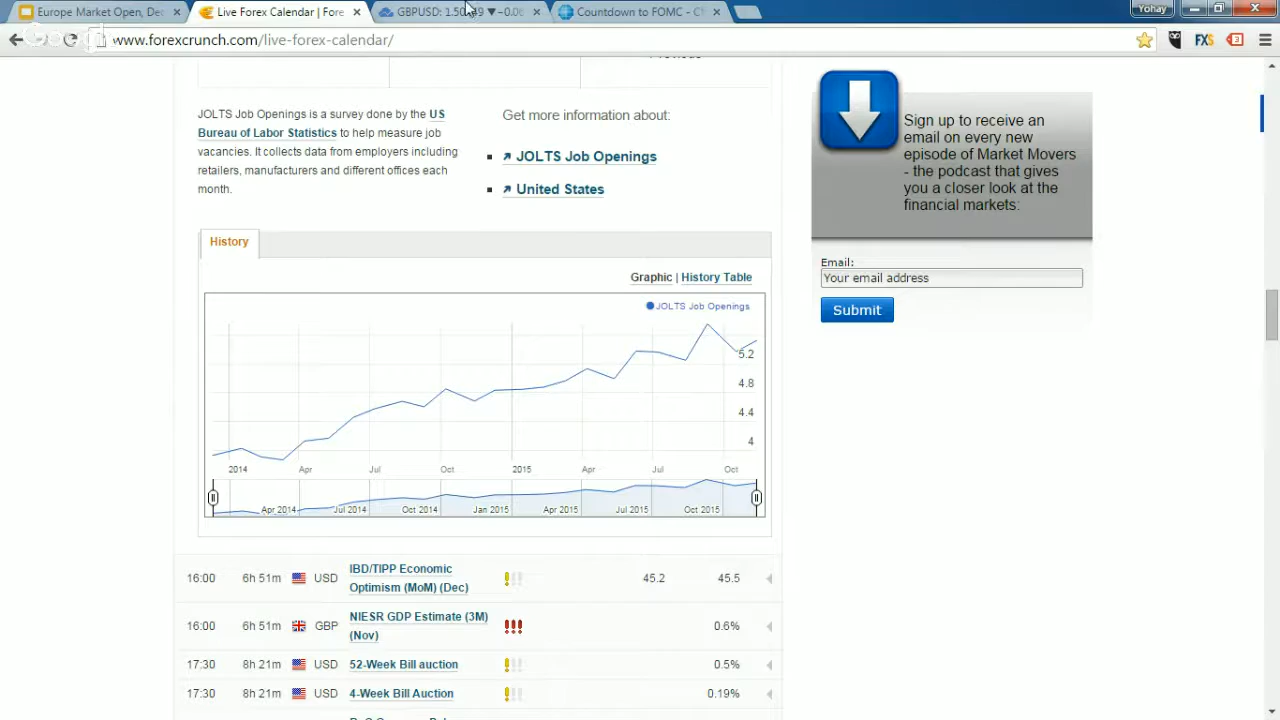 Europe Market Open, Dec
Live Forex Calendar | Fore
GBPUSD: 1.50
Countdown to FOMC - C
Yohay
www.forexcrunch.com/live-forex-calendar/
FXS
3
JOLTS Job Openings is a survey done by the US
Bureau of Labor Statistics to help measure job
vacancies. It collects data from employers including
retailers, manufacturers and different offices each
month.
Get more information about:
JOLTS Job Openings
United States
Sign up to receive an
email on every new
episode of Market Movers
- the podcast that gives
you a closer look at the
financial markets:
Email:
Your email address
Submit
History
Graphic | History Table
JOLTS Job Openings
5.2
4.8
4.4
4
2014 Apr Jul Oct 2015 Apr Jul Oct
Apr 2014 Jul 2014 Oct 2014 Jan 2015 Apr 2015 Jul 2015 Oct 2015
16:00 6h 51m USD IBD/TIPP Economic 45.2 45.5
Optimism (MoM) (Dec)
16:00 6h 51m GBP NIESR GDP Estimate (3M) 0.6%
(Nov)
17:30 8h 21m USD 52-Week Bill auction 0.5%
17:30 8h 21m USD 4-Week Bill Auction 0.19%